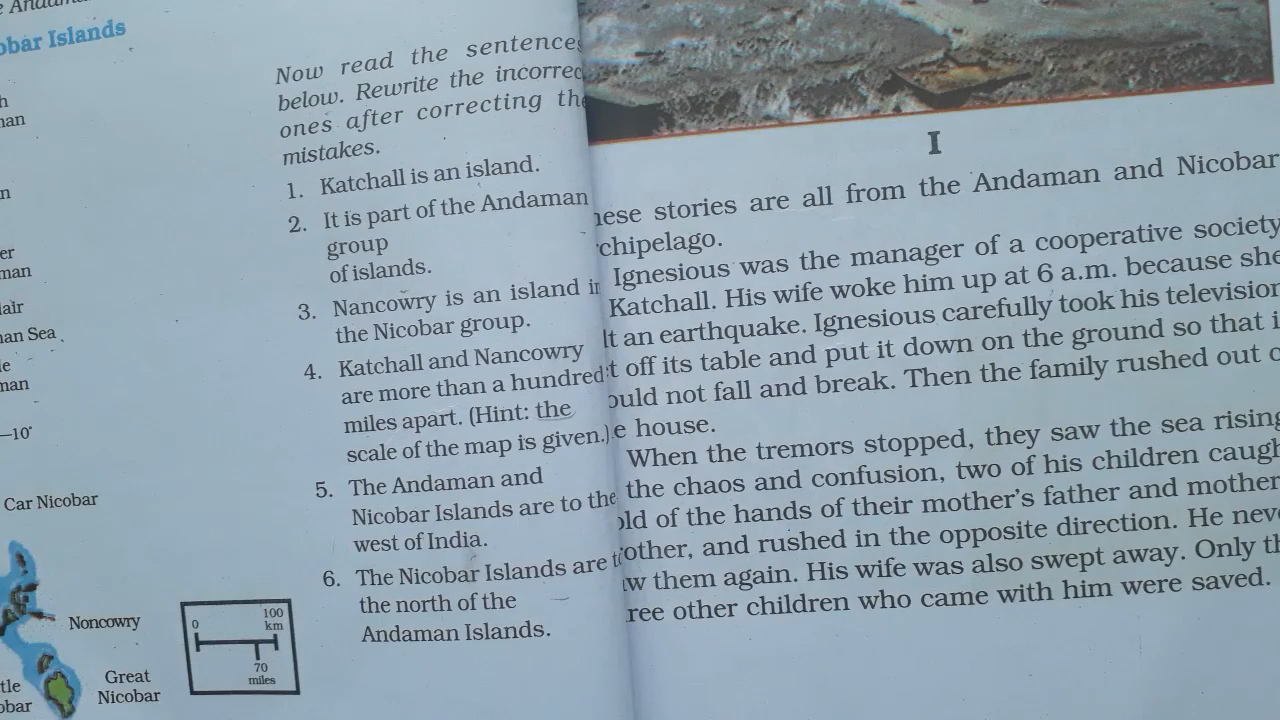 obar Islands
man
man
man Sea
man
—10°
Car Nicobar
Noncowry
Great
Nicobar
0
100
km
70
miles
Now read the sentences
below. Rewrite the incorrec
ones after correcting the
mistakes.
1. Katchall is an island.
2. It is part of the Andaman
group
of islands.
3. Nancowry is an island in
the Nicobar group.
4. Katchall and Nancowry
are more than a hundred
miles apart. (Hint: the
scale of the map is given.)
5. The Andaman and
Nicobar Islands are to the
west of India.
6. The Nicobar Islands are to
the north of the
Andaman Islands.
I
hese stories are all from the Andaman and Nicobar
chipelago.
Ignesious was the manager of a cooperative society
Katchall. His wife woke him up at 6 a.m. because she
lt an earthquake. Ignesious carefully took his television
t off its table and put it down on the ground so that i
ould not fall and break. Then the family rushed out o
e house.
When the tremors stopped, they saw the sea rising
the chaos and confusion, two of his children caugh
old of the hands of their mother's father and mother
other, and rushed in the opposite direction. He neve
w them again. His wife was also swept away. Only th
ree other children who came with him were saved.